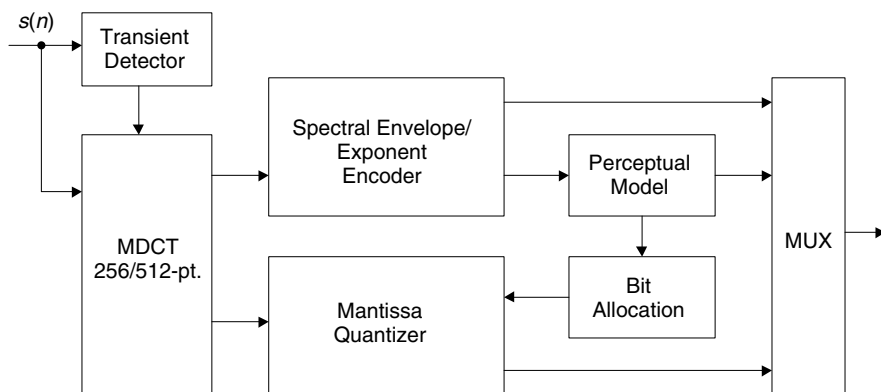 s(n)
Transient
Detector
Spectral Envelope/
Exponent
Encoder
Perceptual
Model
MDCT
256/512-pt.
MUX
Mantissa
Quantizer
Bit
Allocation